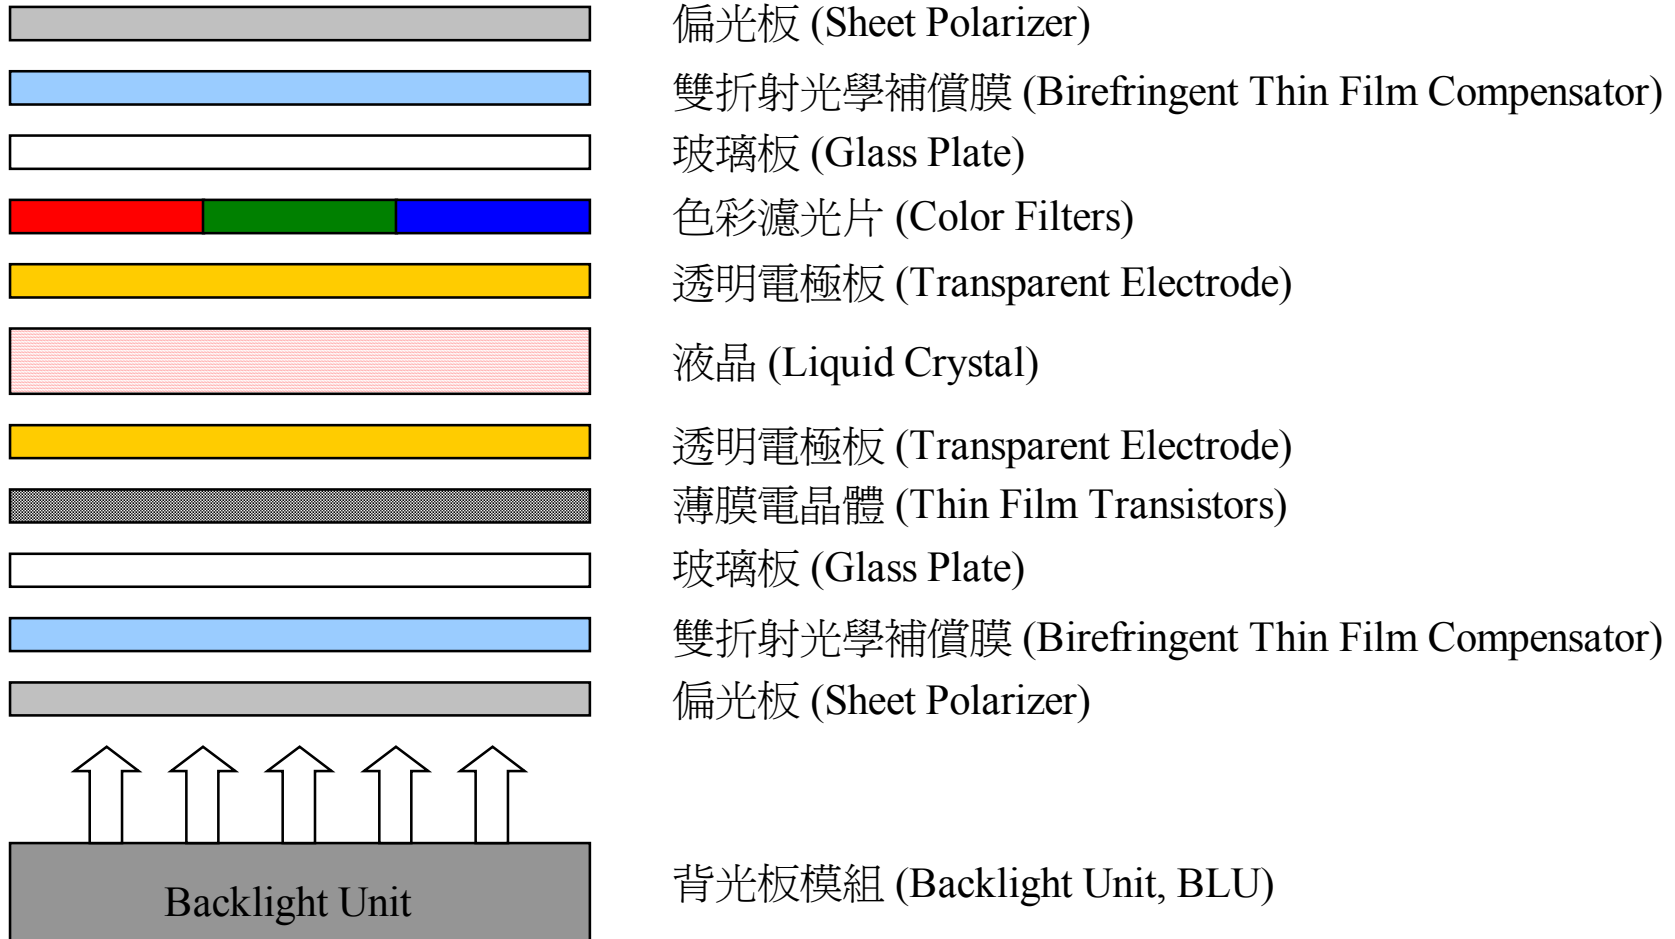 偏光板 (Sheet Polarizer)
雙折射光學補償膜 (Birefringent Thin Film Compensator)
玻璃板 (Glass Plate)
色彩濾光片 (Color Filters)
透明電極板 (Transparent Electrode)
液晶 (Liquid Crystal)
透明電極板 (Transparent Electrode)
薄膜電晶體 (Thin Film Transistors)
玻璃板 (Glass Plate)
雙折射光學補償膜 (Birefringent Thin Film Compensator)
偏光板 (Sheet Polarizer)
Backlight Unit
背光板模組 (Backlight Unit, BLU)